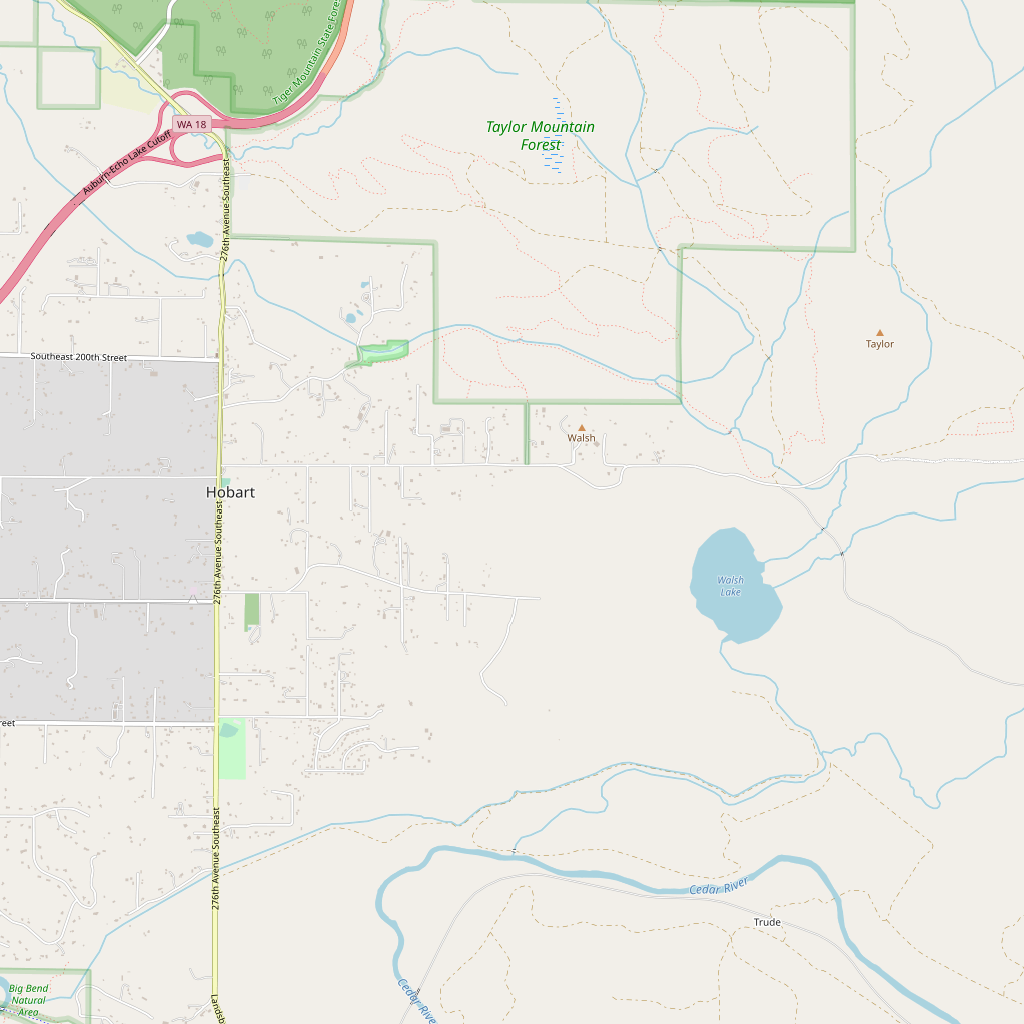 Tiger Mountain State Fores
WA 18
Auburn-Echo Lake Cutoff
Taylor Mountain
Forest
276th Avenue Southeast
Taylor
Southeast 200th Street
Walsh
Hobart
276th Avenue Southeast
Walsh
Lake
reet
276th Avenue Southeast
Cedar River
Trude
Big Bend
Natural
Area
Cedar River
Landsb